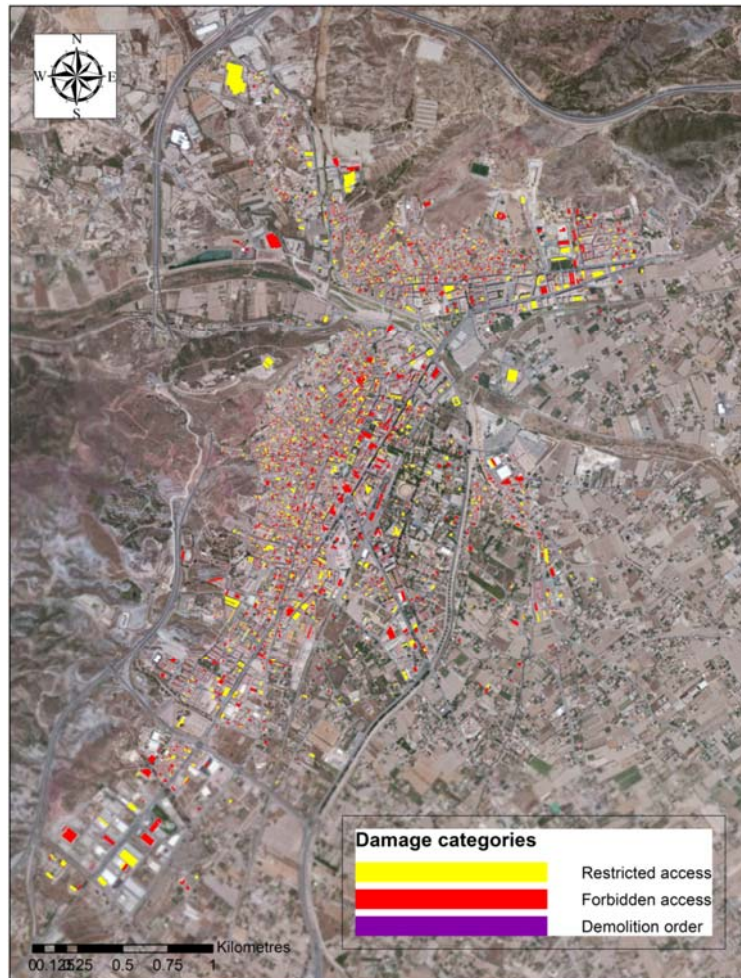 N
W E
S
Damage categories
Restricted access
Forbidden access
Demolition order
Kilometres
0 0.125 0.25 0.5 0.75 1